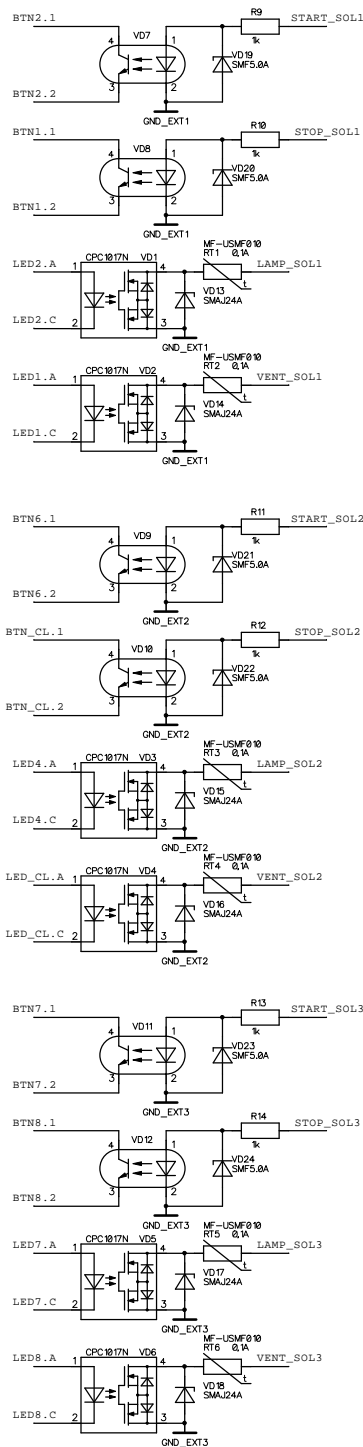 BTN2.1 VD7 R9 START_SOL1
4 1 1k
VD19
SMF5.0A
3 2
BTN2.2 GND_EXT1
BTN1.1 VD8 R10 STOP_SOL1
4 1 1k
VD20
SMF5.0A
3 2
BTN1.2 GND_EXT1
MF-USMF010
LED2.A CPC1017N VD1 RT1 0,1A LAMP_SOL1
1 4 t
VD13
SMAJ24A
LED2.C 2 3
GND_EXT1
MF-USMF010
LED1.A CPC1017N VD2 RT2 0,1A VENT_SOL1
1 4 t
VD14
SMAJ24A
LED1.C 2 3
GND_EXT1
BTN6.1 VD9 R11 START_SOL2
4 1 1k
VD21
SMF5.0A
3 2
BTN6.2 GND_EXT2
BTN_CL.1 VD10 R12 STOP_SOL2
4 1 1k
VD22
SMF5.0A
3 2
BTN_CL.2 GND_EXT2
MF-USMF010
LED4.A CPC1017N VD3 RT3 0,1A LAMP_SOL2
1 4 t
VD15
SMAJ24A
LED4.C 2 3
GND_EXT2
MF-USMF010
LED_CL.A CPC1017N VD4 RT4 0,1A VENT_SOL2
1 4 t
VD16
SMAJ24A
LED_CL.C 2 3
GND_EXT2
BTN7.1 VD11 R13 START_SOL3
4 1 1k
VD23
SMF5.0A
3 2
BTN7.2 GND_EXT3
BTN8.1 VD12 R14 STOP_SOL3
4 1 1k
VD24
SMF5.0A
3 2
BTN8.2 GND_EXT3
MF-USMF010
LED7.A CPC1017N VD5 RT5 0,1A LAMP_SOL3
1 4 t
VD17
SMAJ24A
LED7.C 2 3
GND_EXT3
MF-USMF010
LED8.A CPC1017N VD6 RT6 0,1A VENT_SOL3
1 4 t
VD18
SMAJ24A
LED8.C 2 3
GND_EXT3